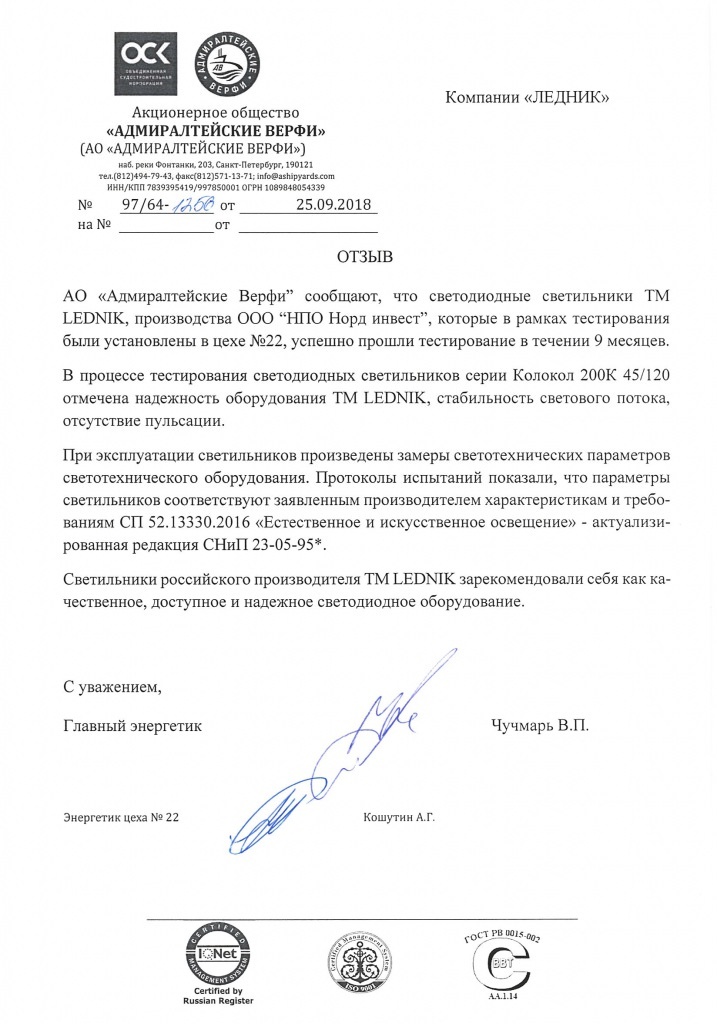 ОСК
ОБЪЕДИНЕННАЯ
СУДОСТРОИТЕЛЬНАЯ
КОРПОРАЦИЯ
АДМИРАЛТЕЙСКИЕ
АВ
ВЕРФИ
Компании «ЛЕДНИК»
Акционерное общество
«АДМИРАЛТЕЙСКИЕ ВЕРФИ»
(АО «АДМИРАЛТЕЙСКИЕ ВЕРФИ»)
наб. реки Фонтанки, 203, Санкт-Петербург, 190121
тел.(812)494-79-43, факс(812)571-13-71; info@ashipyards.com
ИНН/КПП 7839395419/997850001 ОГРН 1089848054339
№ 97/64- от 25.09.2018
на № от
ОТЗЫВ
АО «Адмиралтейские Верфи” сообщают, что светодиодные светильники ТМ
LEDNIK, производства ООО “НПО Норд инвест”, которые в рамках тестирования
были установлены в цехе №22, успешно прошли тестирование в течении 9 месяцев.
В процессе тестирования светодиодных светильников серии Колокол 200К 45/120
отмечена надежность оборудования ТМ LEDNIK, стабильность светового потока,
отсутствие пульсации.
При эксплуатации светильников произведены замеры светотехнических параметров
светотехнического оборудования. Протоколы испытаний показали, что параметры
светильников соответствуют заявленным производителем характеристикам и требо-
ваниям СП 52.13330.2016 «Естественное и искусственное освещение» - актуализи-
рованная редакция СНиП 23-05-95*.
Светильники российского производителя ТМ LEDNIK зарекомендовали себя как ка-
чественное, доступное и надежное светодиодное оборудование.
С уважением,
Главный энергетик Чучмарь В.П.
Энергетик цеха № 22 Кошутин А.Г.
CERTIFIED
IQNet
MANAGEMENT SYSTEM
Certified by
Russian Register
Certified Management System
ISO 9001
ГОСТ РВ 0015-002
ВВТ
АА.1.14